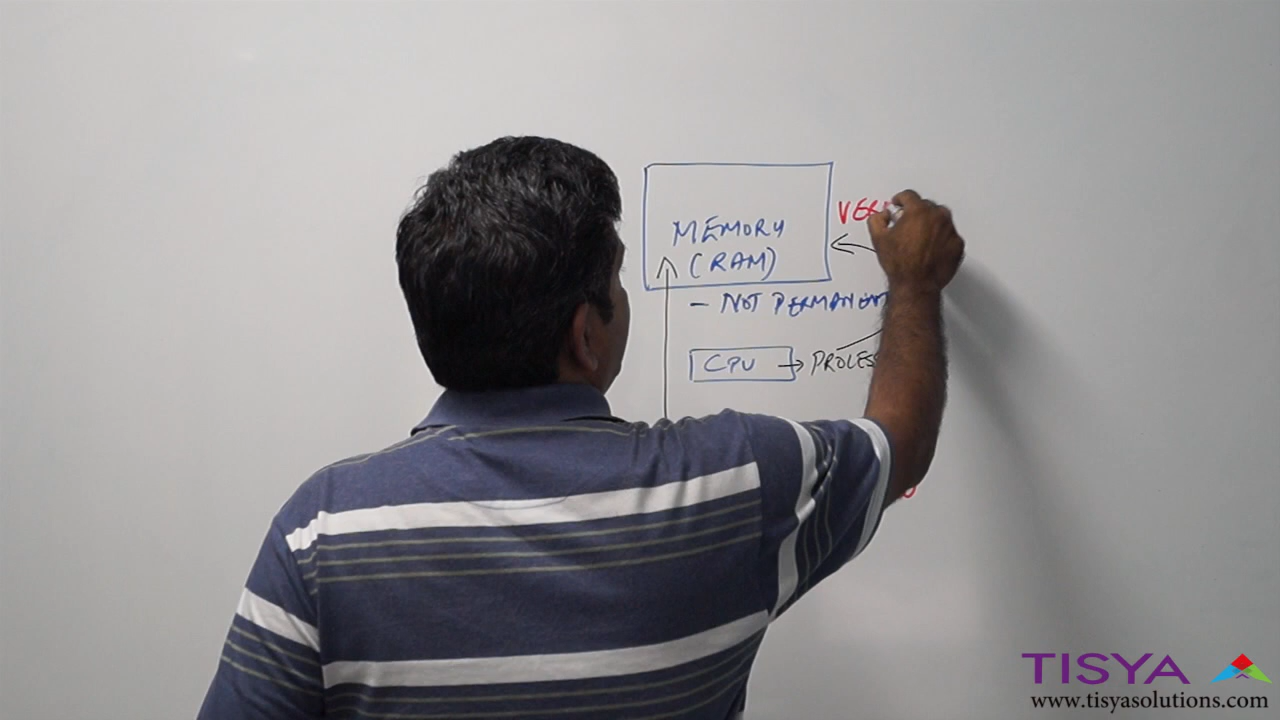 MEMORY
(RAM)
- NOT PERMANENT
CPU
TISYA
www.tisyasolutions.com